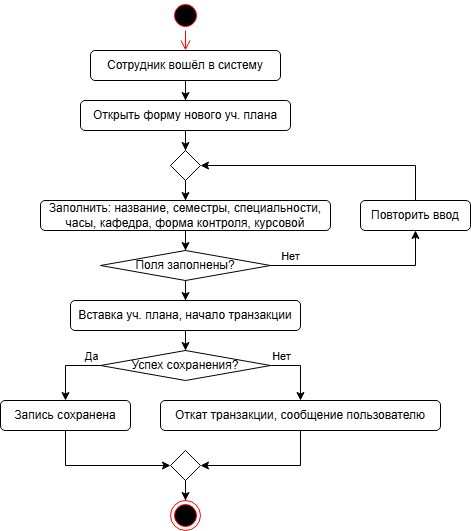 Сотрудник вошёл в систему
Открыть форму нового уч. плана
Заполнить: название, семестры, специальности,
часы, кафедра, форма контроля, курсовой
Повторить ввод
Поля заполнены?
Нет
Вставка уч. плана, начало транзакции
Да
Успех сохранения?
Нет
Запись сохранена
Откат транзакции, сообщение пользователю